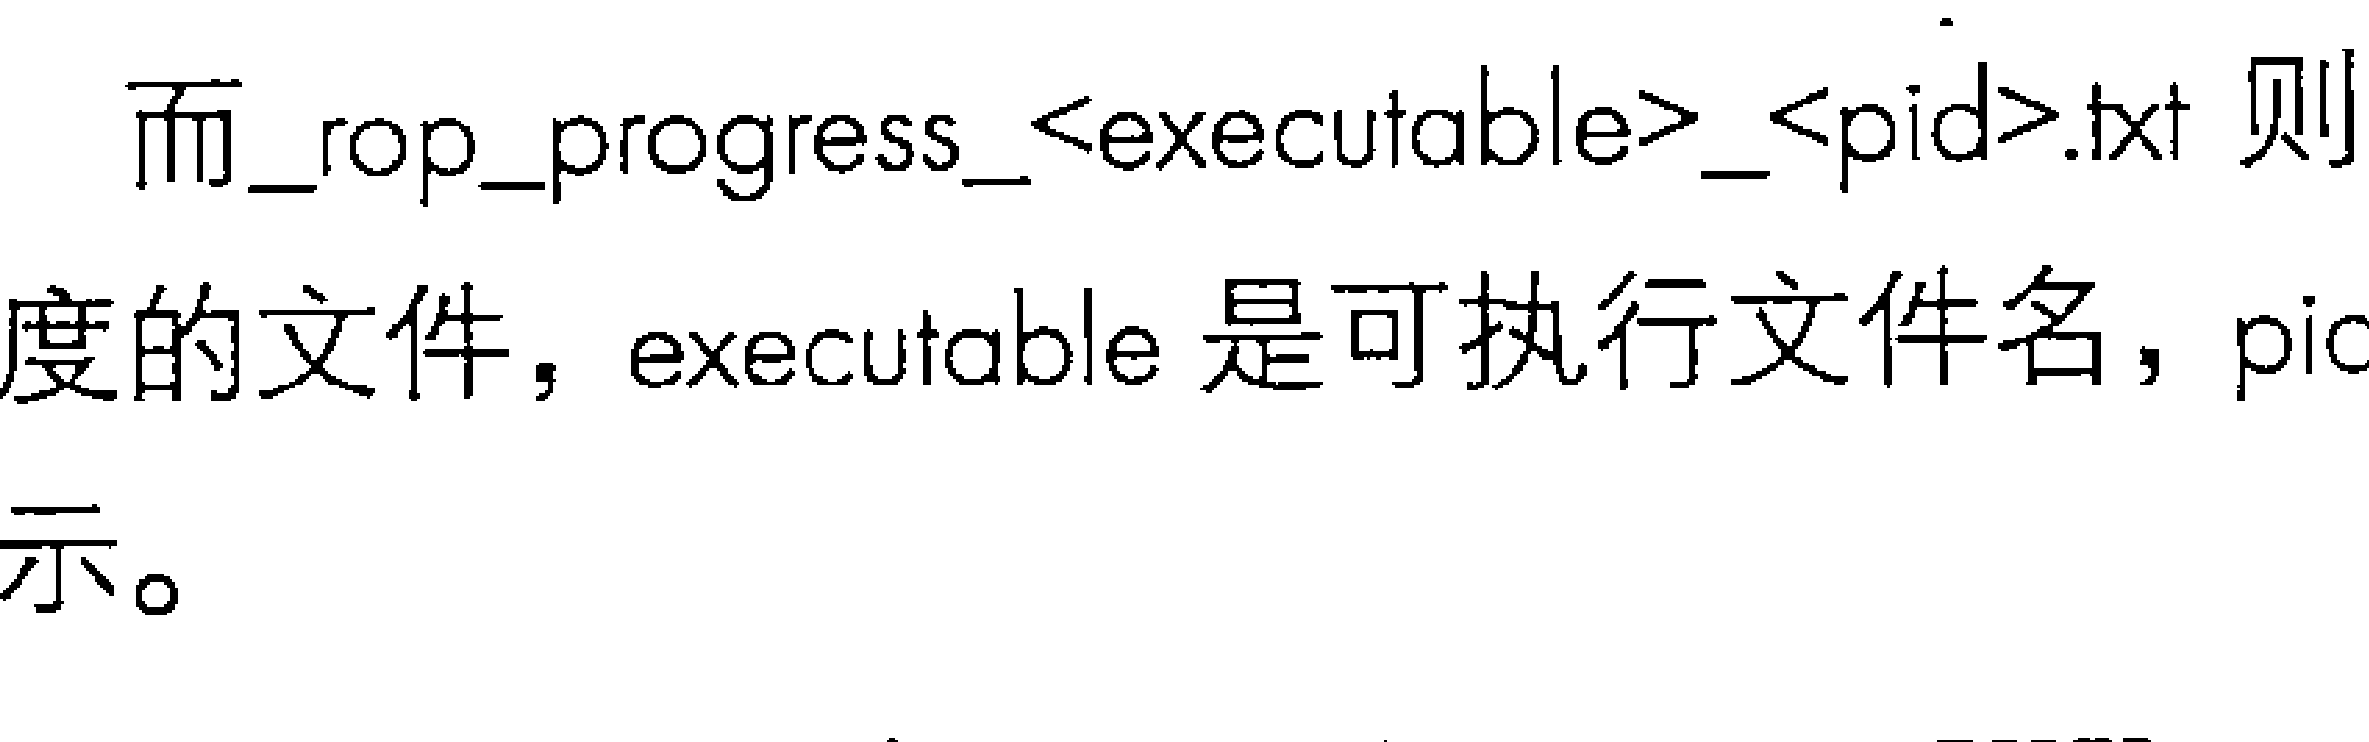 而_rop_progress_<executable>_<pid>.txt 则
度的文件，executable 是可执行文件名，
示。